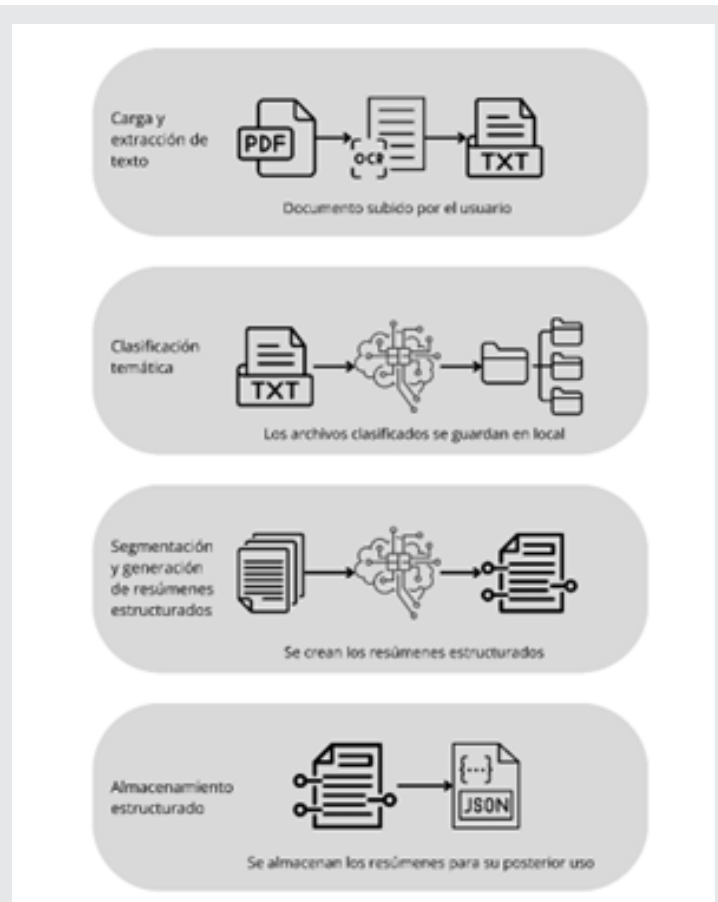 Carga y
extracción de
texto
PDF
OCR
TXT
Documento subido por el usuario
Clasificación
temática
TXT
Los archivos clasificados se guardan en local
Segmentación
y generación
de resúmenes
estructurados
Se crean los resúmenes estructurados
Almacenamiento
estructurado
{---}
JSON
Se almacenan los resúmenes para su posterior uso